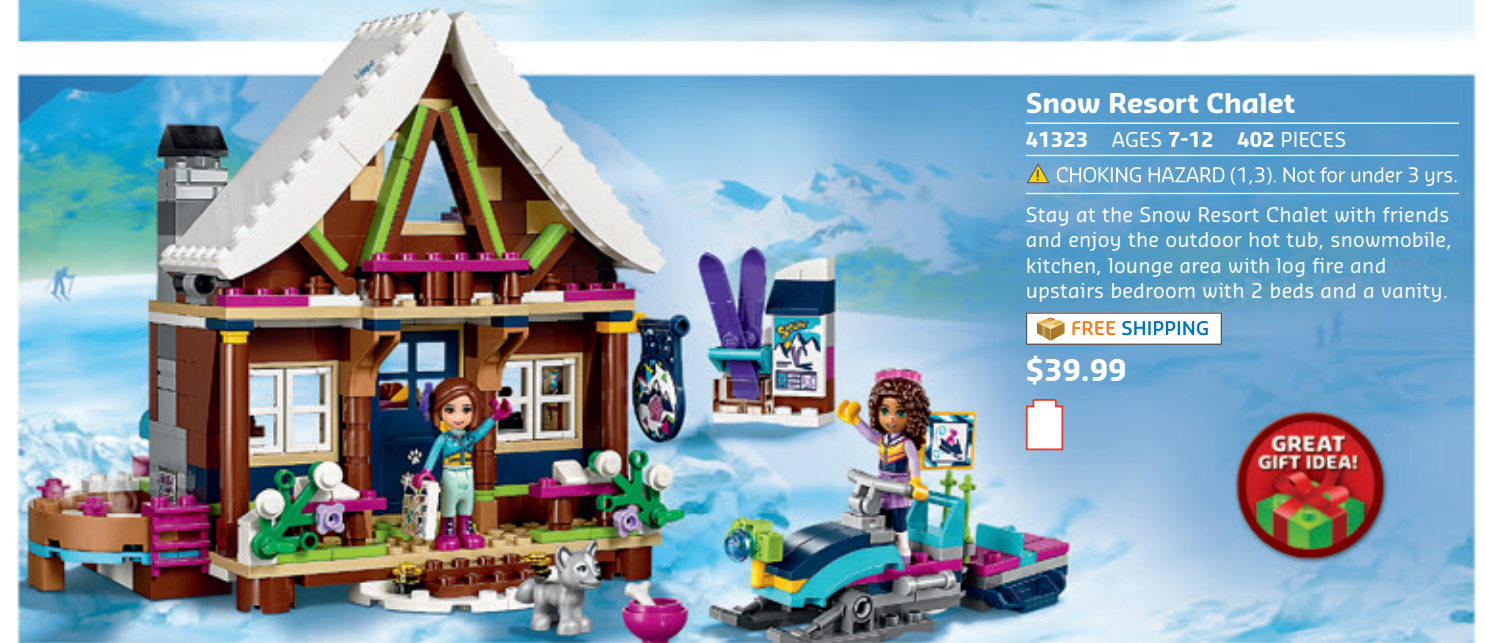 Snow Resort Chalet
41323 AGES 7-12 402 PIECES
CHOKING HAZARD (1,3). Not for under 3 yrs.
Stay at the Snow Resort Chalet with friends
and enjoy the outdoor hot tub, snowmobile,
kitchen, lounge area with log fire and
upstairs bedroom with 2 beds and a vanity.
FREE SHIPPING
$39.99
GREAT
GIFT IDEA!